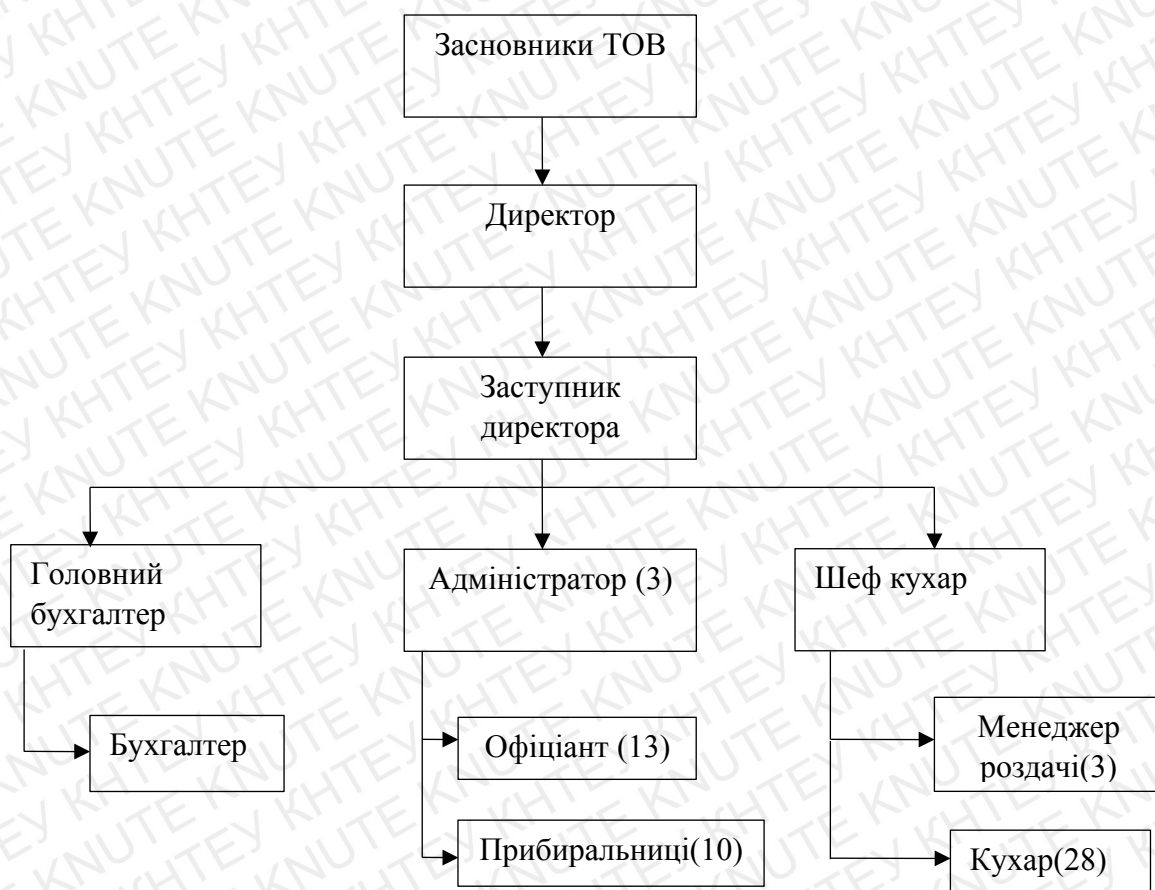 Засновники ТОВ
Директор
Заступник
директора
Головний
бухгалтер
Адміністратор (3)
Шеф кухар
Бухгалтер
Офіціант (13)
Менеджер
роздачі(3)
Прибиральниці(10)
Кухар(28)